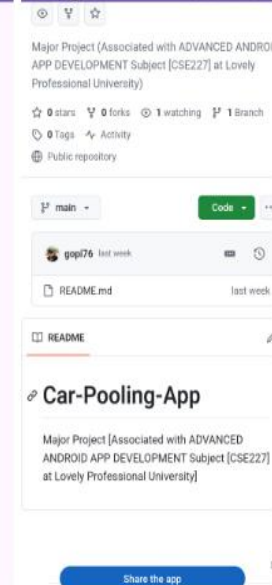 Major Project (Associated with ADVANCED ANDRO
APP DEVELOPMENT Subject [CSE227] at Lovely
Professional University)
0 stars 0 forks 1 watching 1 Branch
0 Tags Activity
Public repository
main Code
gopl76 last week
README.md last week
README
Car-Pooling-App
Major Project [Associated with ADVANCED
ANDROID APP DEVELOPMENT Subject [CSE227]
at Lovely Professional University]
Share the app